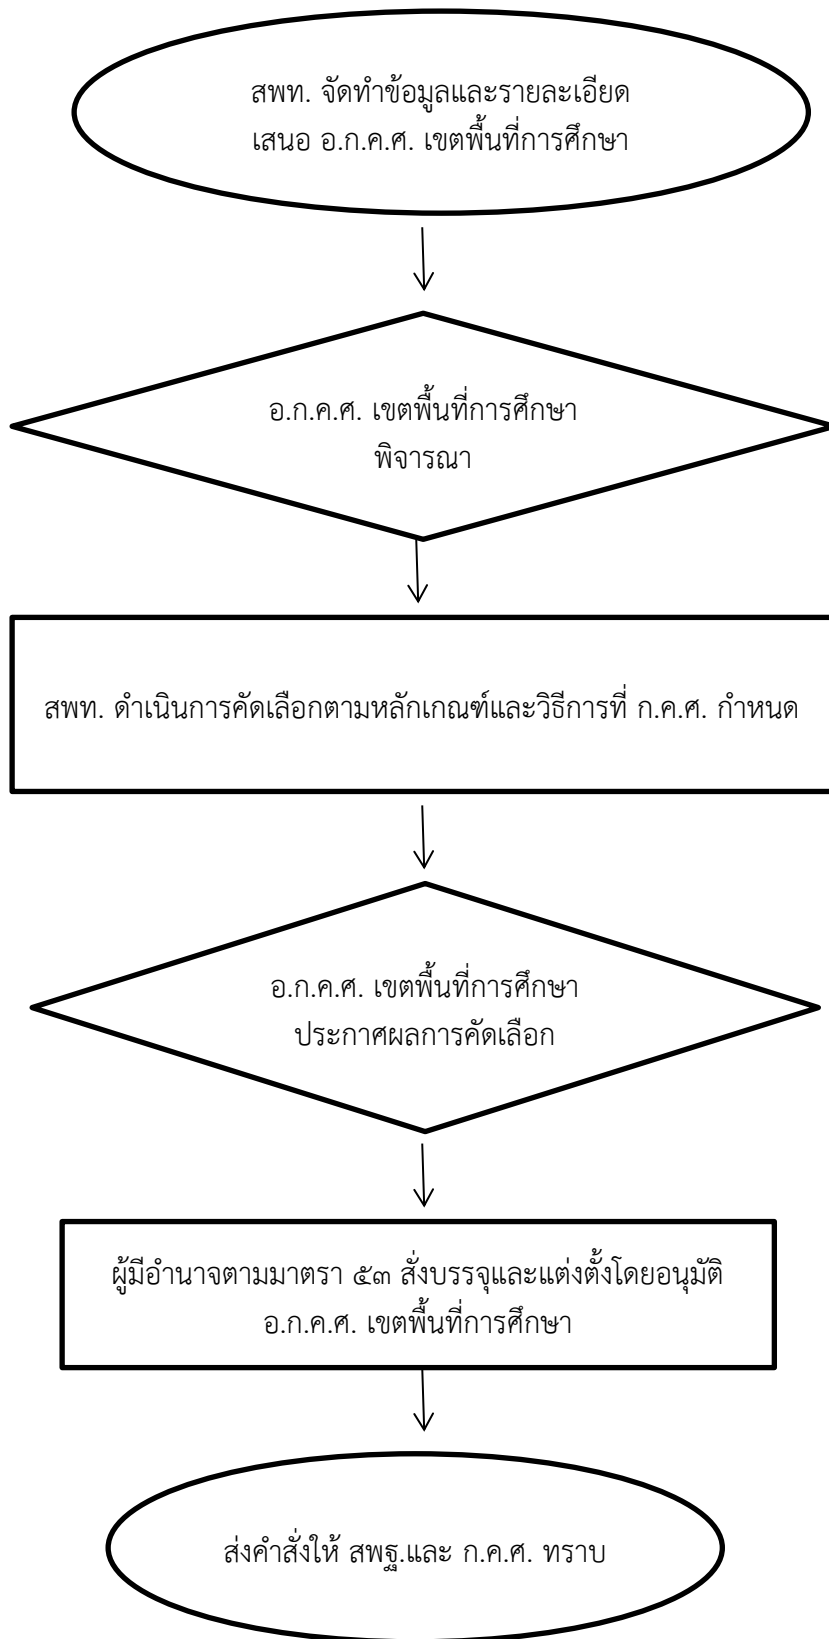 สพท. จัดทำข้อมูลและรายละเอียด
เสนอ อ.ก.ค.ศ. เขตพื้นที่การศึกษา
อ.ก.ค.ศ. เขตพื้นที่การศึกษา
พิจารณา
สพท. ดำเนินการคัดเลือกตามหลักเกณฑ์และวิธีการที่ ก.ค.ศ. กำหนด
อ.ก.ค.ศ. เขตพื้นที่การศึกษา
ประกาศผลการคัดเลือก
ผู้มีอำนาจตามมาตรา ๕๓ สั่งบรรจุและแต่งตั้งโดยอนุมัติ
อ.ก.ค.ศ. เขตพื้นที่การศึกษา
ส่งคำสั่งให้ สพฐ.และ ก.ค.ศ. ทราบ